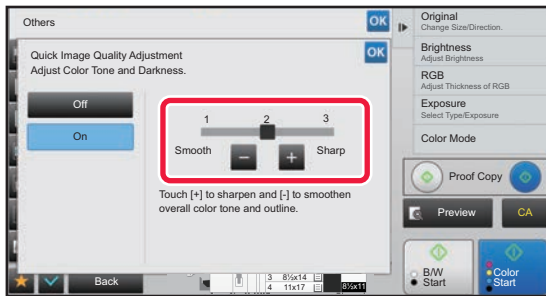 Others
OK
Quick Image Quality Adjustment
Adjust Color Tone and Darkness.
OK
Off
On
1 2 3
Smooth - + Sharp
Touch [+] to sharpen and [-] to smoothen
overall color tone and outline.
Back
3 8½x14
4 11x17
8½x11
Original
Change Size/Direction.
Brightness
Adjust Brightness
RGB
Adjust Thickness of RGB
Exposure
Select Type/Exposure
Color Mode
Proof Copy
Preview
CA
B/W
Start
Color
Start